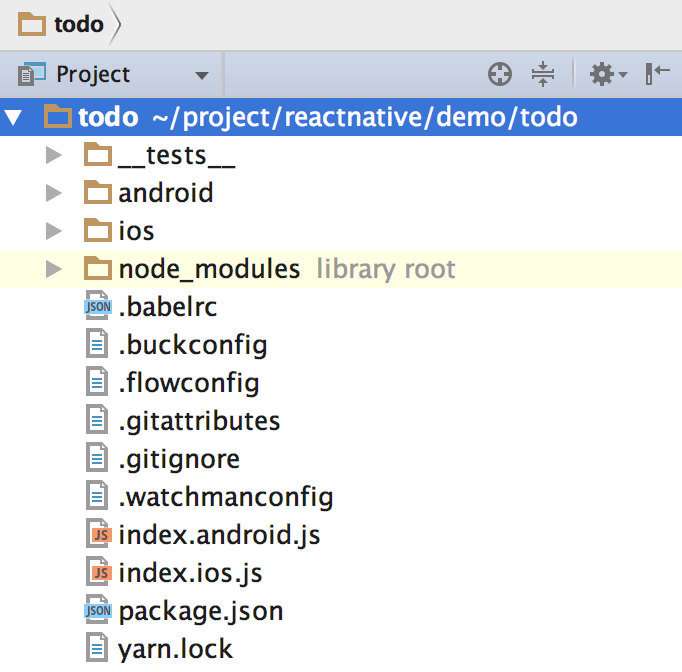 todo
Project
todo ~/project/reactnative/demo/todo
__tests__
android
ios
node_modules library root
JSON .babelrc
.buckconfig
.flowconfig
.gitattributes
.gitignore
.watchmanconfig
JS index.android.js
JS index.ios.js
JSON package.json
yarn.lock